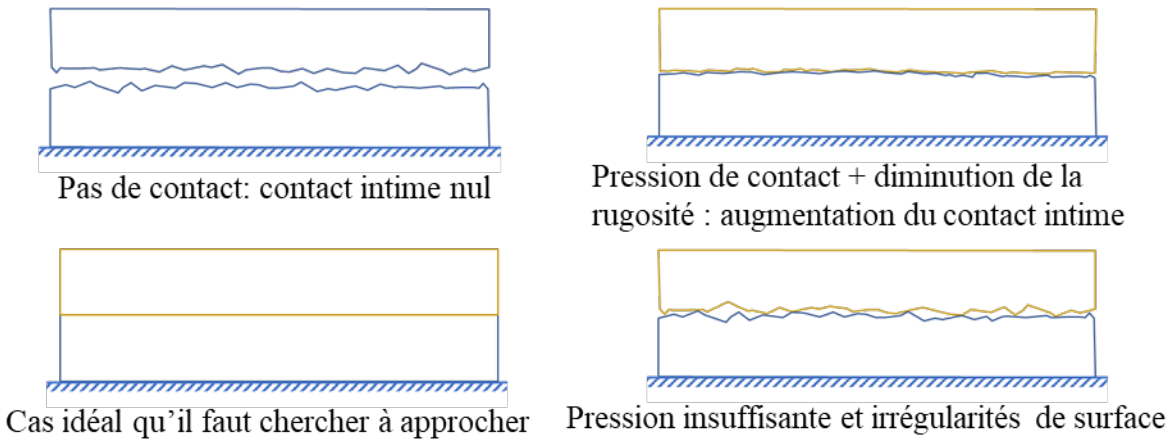 Pas de contact: contact intime nul
Pression de contact + diminution de la
rugosité : augmentation du contact intime
Cas idéal qu’il faut chercher à approcher
Pression insuffisante et irrégularités de surface